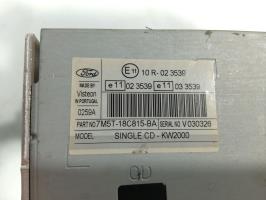 Ford
E11 10 R - 02 3539
MADE BY
Visteon
IN PORTUGAL
e11 02 3539 e11 03 3539
0259A
PART NO 7M5T-18C815-BA SERIAL NO V 030326
MODEL SINGLE CD - KW2000